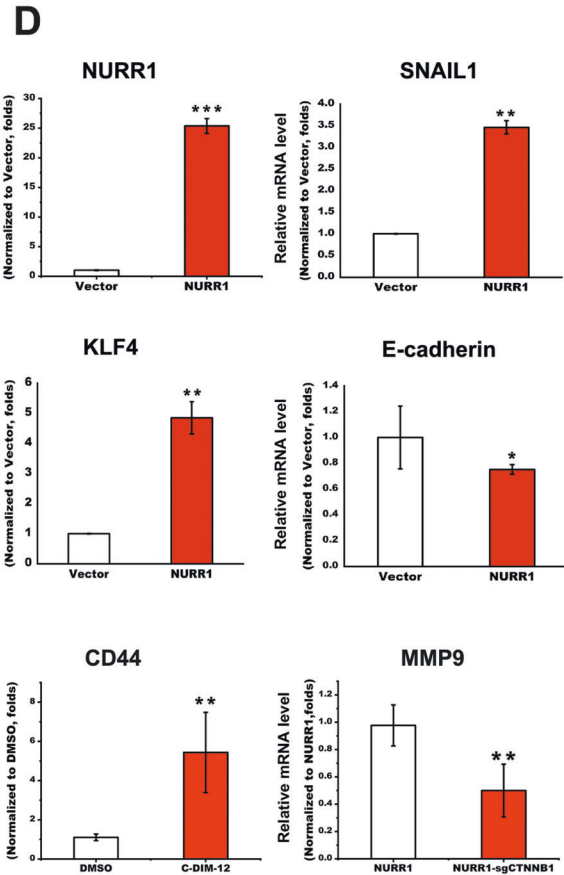 D
NURR1
(Normalized to Vector, folds)
30
25
20
15
10
5
0
***
Vector NURR1
SNAIL1
Relative mRNA level
(Normalized to Vector, folds)
4.0
3.5
3.0
2.5
2.0
1.5
1.0
0.5
0.0
**
Vector NURR1
KLF4
(Normalized to Vector, folds)
6
5
4
3
2
1
0
**
Vector NURR1
E-cadherin
Relative mRNA level
(Normalized to Vector, folds)
1.4
1.2
1.0
0.8
0.6
0.4
0.2
0.0
*
Vector NURR1
CD44
(Normalized to DMSO, folds)
8
6
4
2
0
**
DMSO C-DIM-12
MMP9
Relative mRNA level
(Normalized to NURR1,folds)
1.2
1.0
0.8
0.6
0.4
0.2
0.0
**
NURR1 NURR1-sgCTNNB1